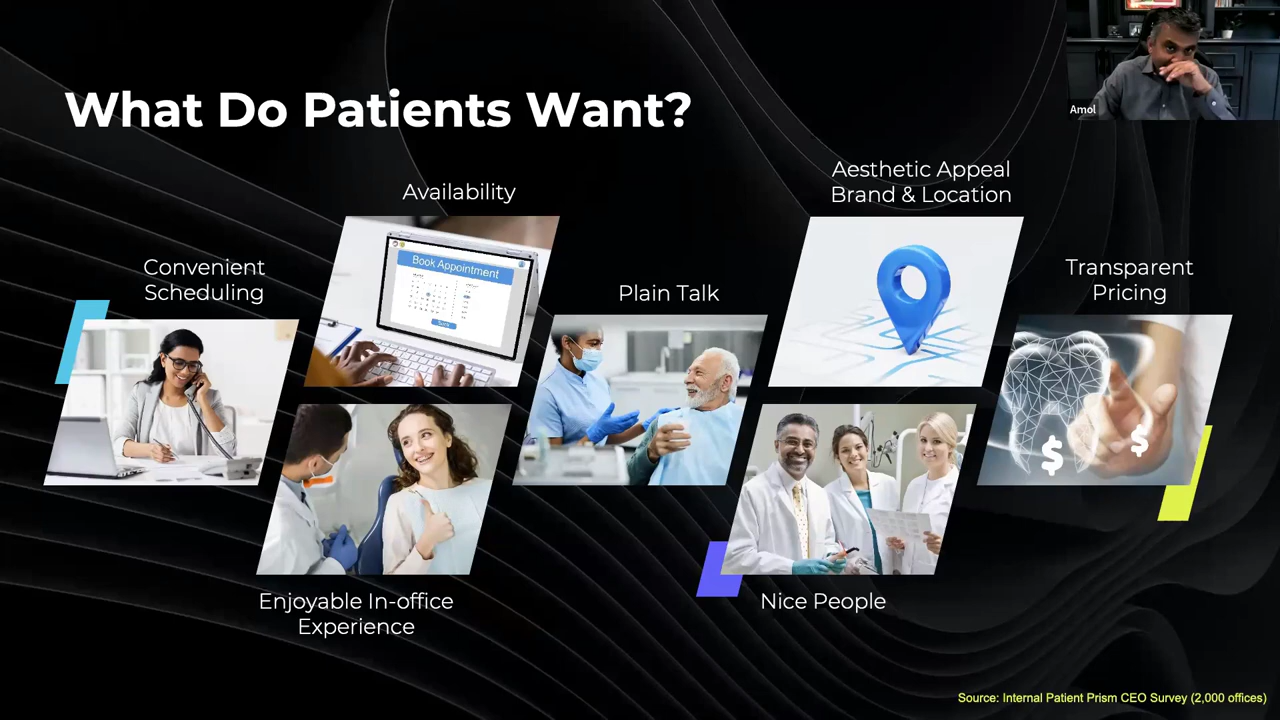 What Do Patients Want?
Amol
Aesthetic Appeal
Brand & Location
Availability
Convenient
Scheduling
Plain Talk
Transparent
Pricing
Book Appointment
$
$
Enjoyable In-office
Experience
Nice People
Source: Internal Patient Prism CEO Survey (2,000 offices)